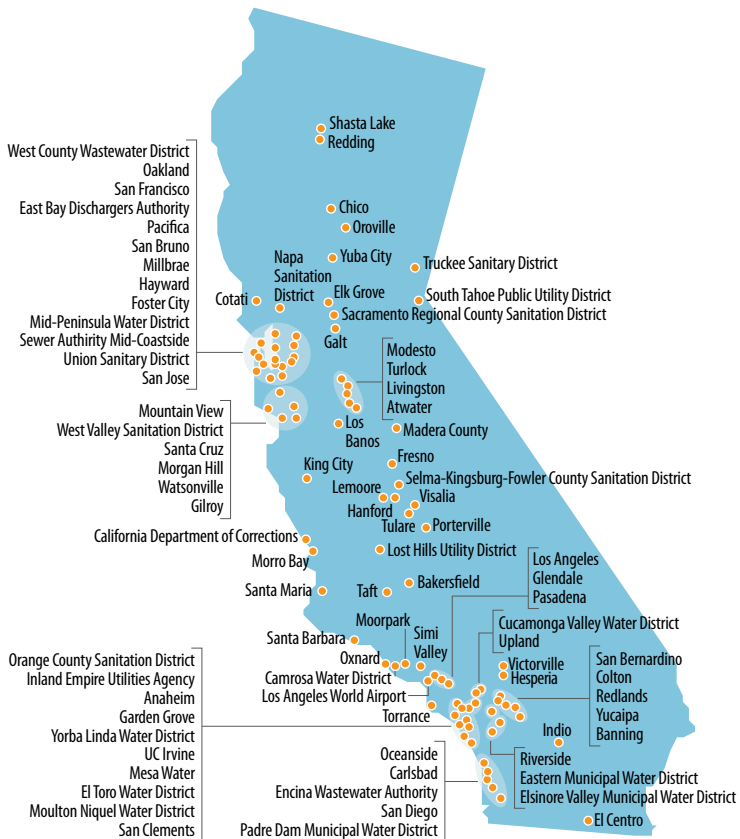 Shasta Lake
Redding
West County Wastewater District
Oakland
San Francisco
East Bay Dischargers Authority
Pacifica
San Bruno
Millbrae
Hayward
Foster City
Mid-Peninsula Water District
Sewer Authirity Mid-Coastside
Union Sanitary District
San Jose
Chico
Oroville
Yuba City
Truckee Sanitary District
Napa
Sanitation
District
Cotati
Elk Grove
South Tahoe Public Utility District
Sacramento Regional County Sanitation District
Galt
Modesto
Turlock
Livingston
Atwater
Mountain View
West Valley Sanitation District
Santa Cruz
Morgan Hill
Watsonville
Gilroy
Los
Banos
Madera County
Fresno
King City
Selma-Kingsburg-Fowler County Sanitation District
Lemoore
Visalia
Hanford
Tulare
Porterville
California Department of Corrections
Morro Bay
Lost Hills Utility District
Santa Maria
Taft
Bakersfield
Los Angeles
Glendale
Pasadena
Moorpark
Simi
Valley
Cucamonga Valley Water District
Upland
Santa Barbara
Oxnard
Camrosa Water District
Los Angeles World Airport
Torrance
Victorville
Hesperia
San Bernardino
Colton
Redlands
Yucaipa
Banning
Orange County Sanitation District
Inland Empire Utilities Agency
Anaheim
Garden Grove
Yorba Linda Water District
UC Irvine
Mesa Water
El Toro Water District
Moulton Niquel Water District
San Clements
Indio
Riverside
Eastern Municipal Water District
Elsinore Valley Municipal Water District
Oceanside
Carlsbad
Encina Wastewater Authority
San Diego
Padre Dam Municipal Water District
El Centro